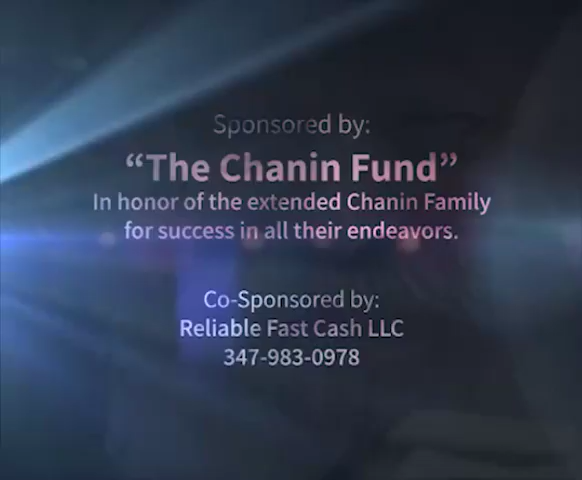 Sponsored by:
“The Chanin Fund”
In honor of the extended Chanin Family
for success in all their endeavors.
Co-Sponsored by:
Reliable Fast Cash LLC
347-983-0978